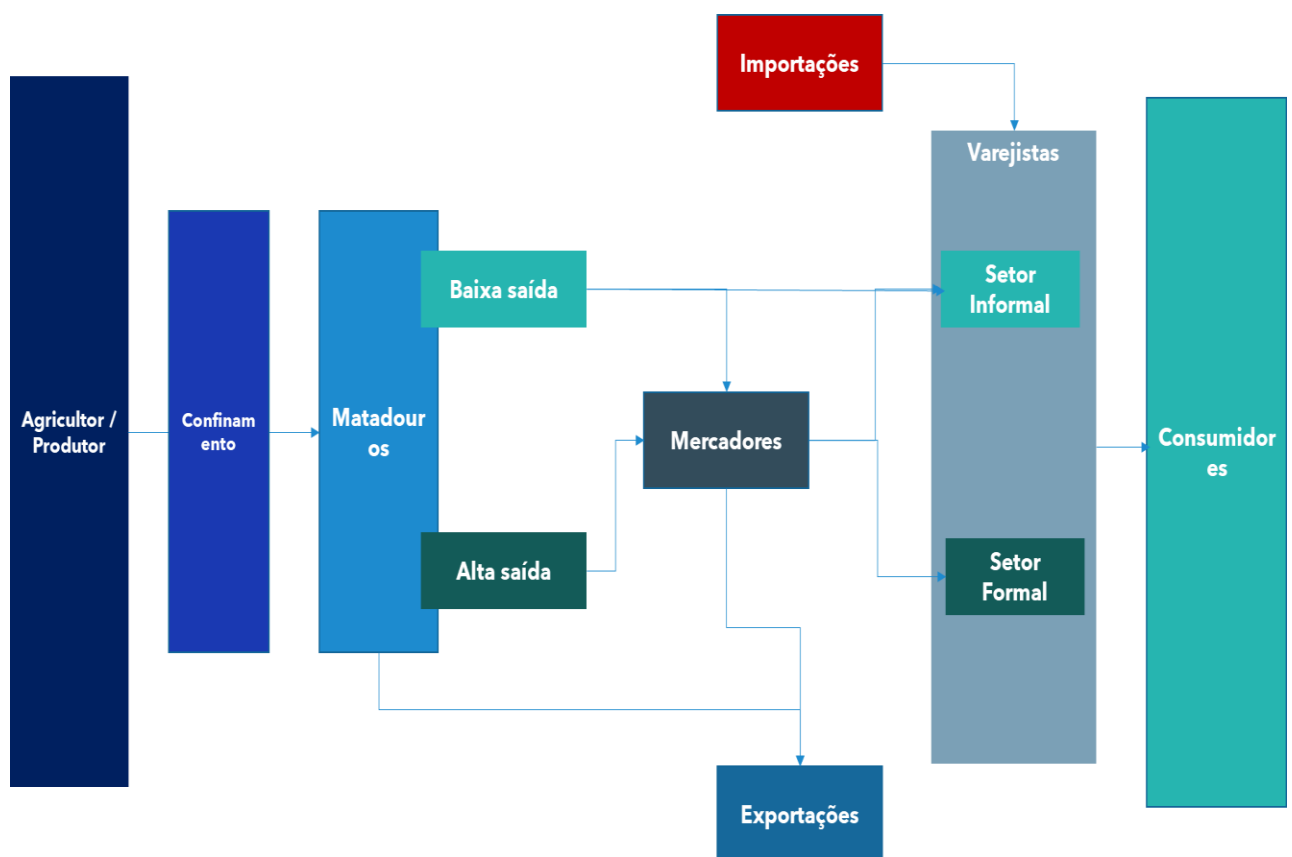 Importações
Varejistas
Baixa saída
Setor
Informal
Agricultor /
Produtor
Confinam
ento
Matadour
os
Mercadores
Consumidor
es
Alta saída
Setor
Formal
Exportações